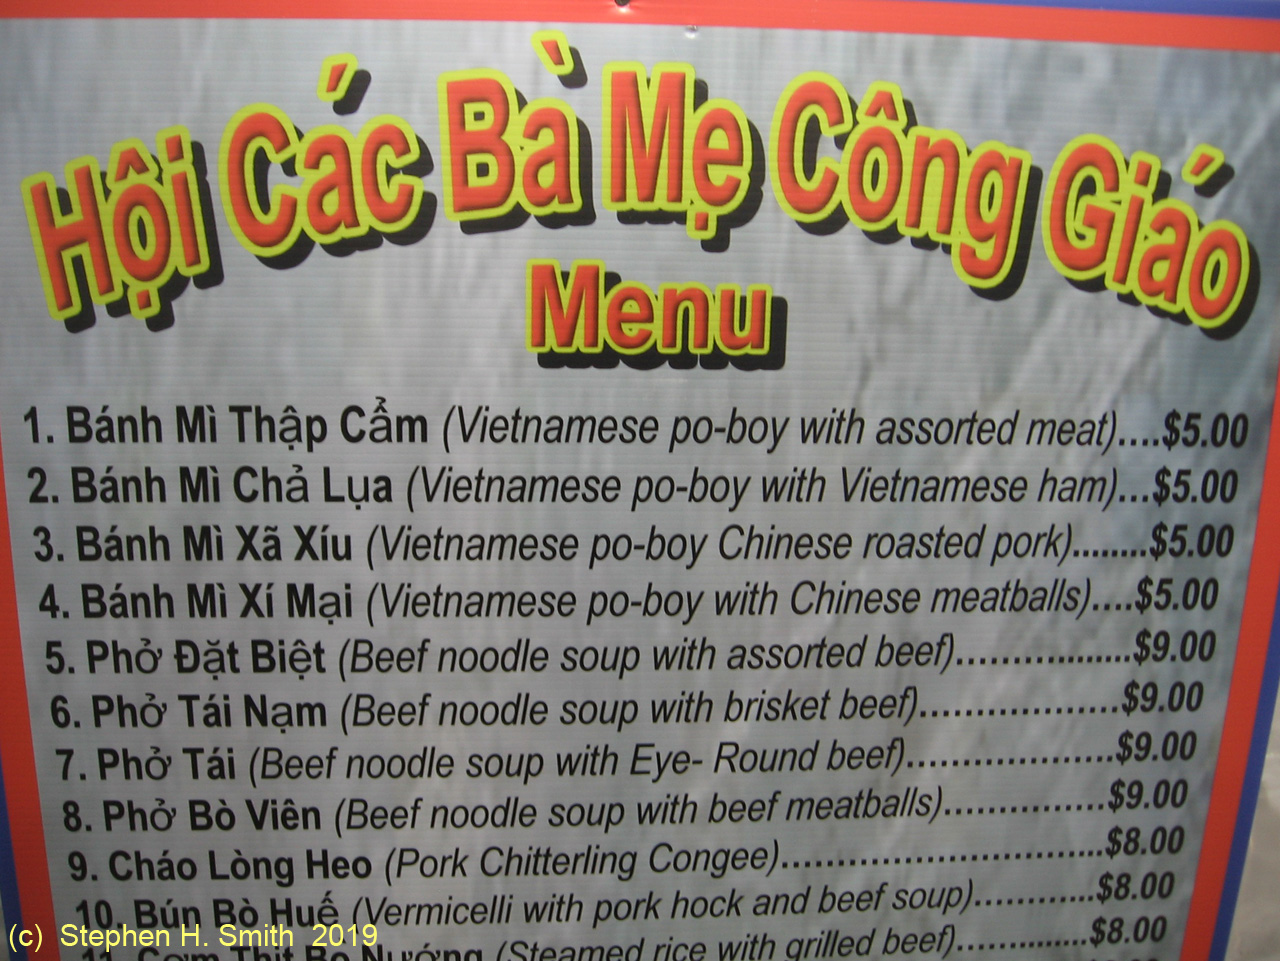 Hội Các Bà Mẹ Công Giáo
Menu
1. Bánh Mì Thập Cẩm (Vietnamese po-boy with assorted meat)....$5.00
2. Bánh Mì Chả Lụa (Vietnamese po-boy with Vietnamese ham)...$5.00
3. Bánh Mì Xã Xíu (Vietnamese po-boy Chinese roasted pork)........$5.00
4. Bánh Mì Xí Mại (Vietnamese po-boy with Chinese meatballs)....$5.00
5. Phở Đặt Biệt (Beef noodle soup with assorted beef).................$9.00
6. Phở Tái Nạm (Beef noodle soup with brisket beef)...................$9.00
7. Phở Tái (Beef noodle soup with Eye- Round beef)....................$9.00
8. Phở Bò Viên (Beef noodle soup with beef meatballs)................$9.00
9. Cháo Lòng Heo (Pork Chitterling Congee)...............................$8.00
10. Bún Bò Huế (Vermicelli with pork hock and beef soup)............$8.00
11. Cơm Thịt Bò Nướng (Steamed rice with grilled beef).............$8.00
(c) Stephen H. Smith 2019